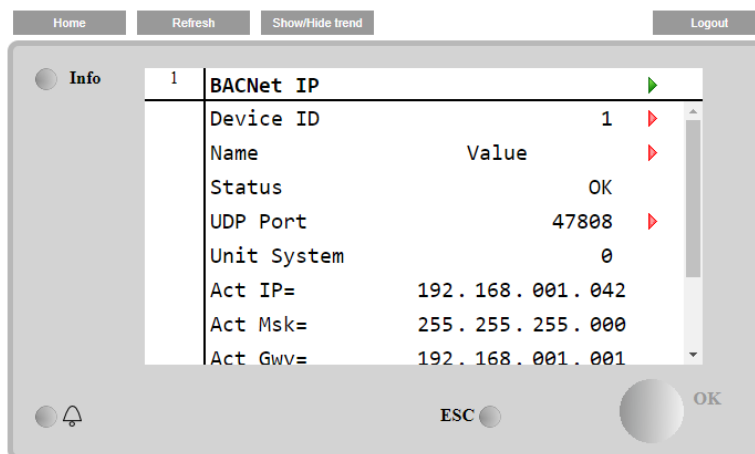 Home Refresh Show/Hide trend Logout
Info
1 BACNet IP
Device ID 1
Name Value
Status OK
UDP Port 47808
Unit System 0
Act IP= 192.168.001.042
Act Msk= 255.255.255.000
Act Gwy= 192.168.001.001
ESC
OK